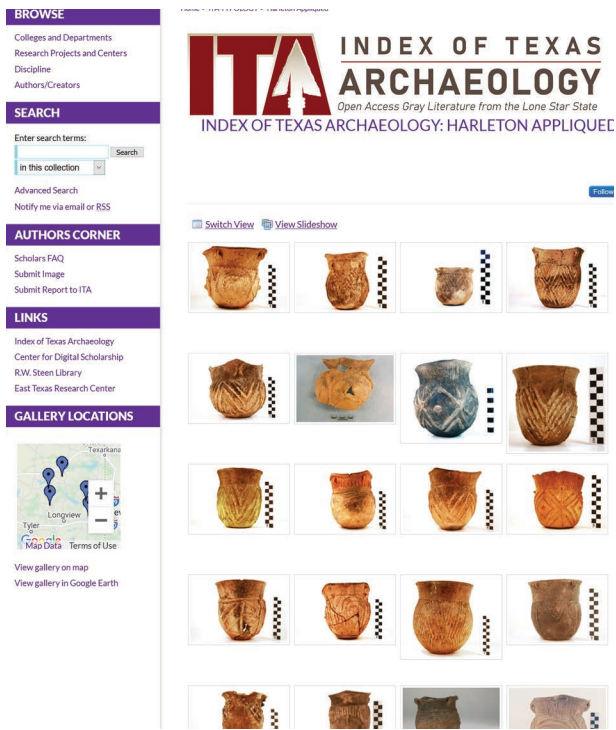 BROWSE
Colleges and Departments
Research Projects and Centers
Discipline
Authors/Creators
SEARCH
Enter search terms:
Search
in this collection
Advanced Search
Notify me via email or RSS
AUTHORS CORNER
Scholars FAQ
Submit Image
Submit Report to ITA
LINKS
Index of Texas Archaeology
Center for Digital Scholarship
R.W. Steen Library
East Texas Research Center
GALLERY LOCATIONS
Texarkana
Longview
Tyler
Google
Map Data Terms of Use
View gallery on map
View gallery in Google Earth
ITA
INDEX OF TEXAS
ARCHAEOLOGY
Open Access Gray Literature from the Lone Star State
INDEX OF TEXAS ARCHAEOLOGY: HARLETON APPLIQUED
Follow
Switch View View Slideshow